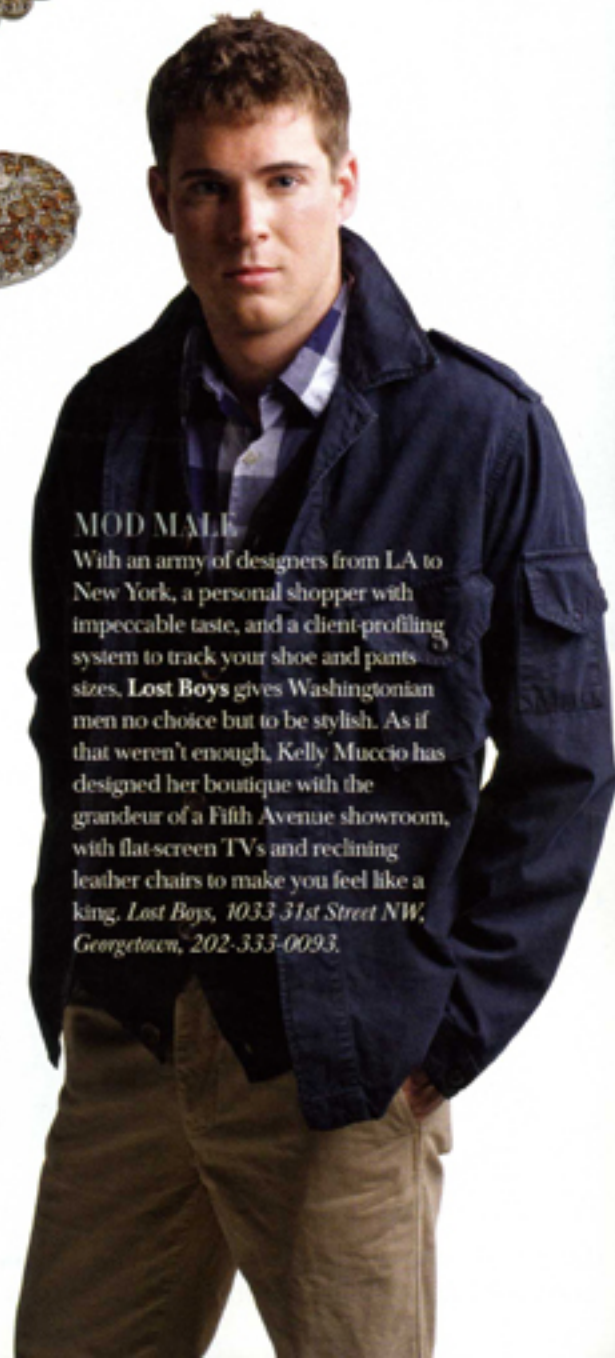 MOD MALE
With an army of designers from LA to
New York, a personal shopper with
impeccable taste, and a client-profiling
system to track your shoe and pants
sizes, Lost Boys gives Washingtonian
men no choice but to be stylish. As if
that weren't enough, Kelly Muccio has
designed her boutique with the
grandeur of a Fifth Avenue showroom,
with flat-screen TVs and reclining
leather chairs to make you feel like a
king. Lost Boys, 1033 31st Street NW,
Georgetown, 202-333-0093.